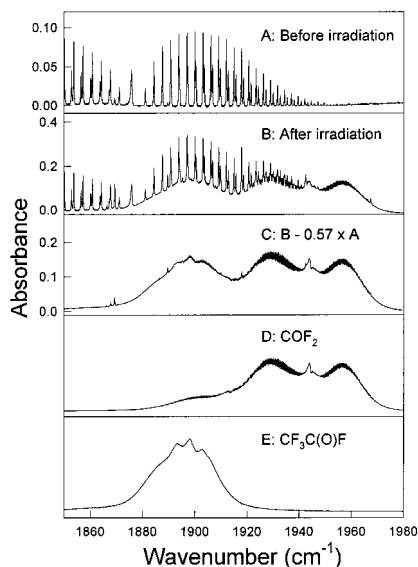 A: Before irradiation
0.10
0.05
0.00
B: After irradiation
0.4
0.2
0.0
C: B - 0.57 x A
0.2
0.1
0.0
D: COF₂
E: CF₃C(O)F
Absorbance
1860 1880 1900 1920 1940 1960 1980
Wavenumber (cm⁻¹)